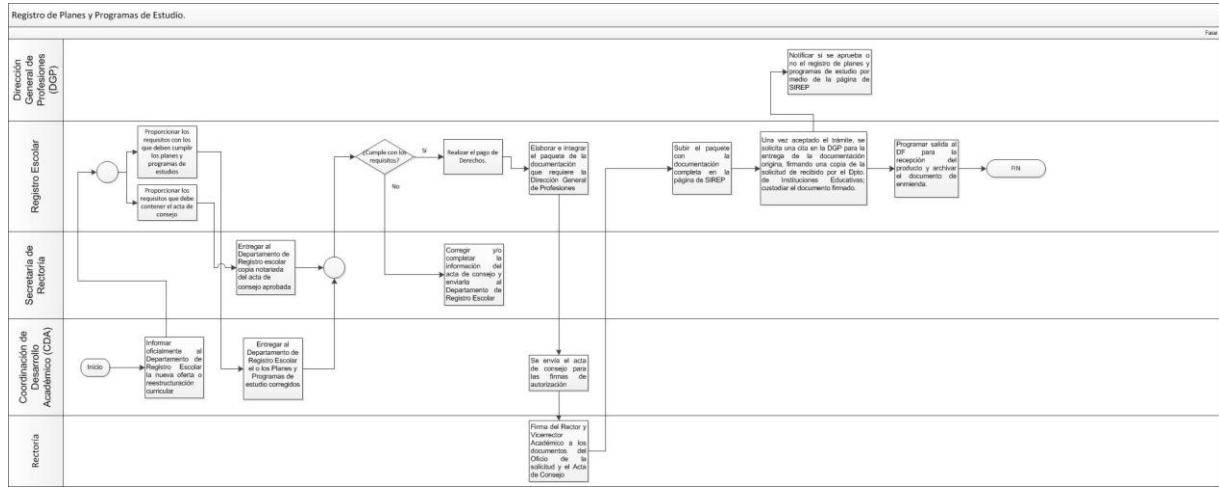 Registro de Planes y Programas de Estudio.
Fase
Dirección
General de
Profesiones
(DGP)
Notificar si se aprueba o
no el registro de planes y
programas de estudio por
medio de la página de
SIREP
Registro Escolar
Proporcionar los
requisitos con los
que deben cumplir
los planes y
programas de
estudios
Proporcionar los
requisitos que debe
contener el acta de
consejo
¿Cumple con los
requisitos?
Sí
No
Realizar el pago de
Derechos.
Elaborar e integrar
el paquete de la
documentación
que requiere la
Dirección General
de Profesiones
Subir el paquete
con la
documentación
completa en la
página de SIREP
Una vez aceptado el trámite, se
solicita una cita en la DGP para la
entrega de la documentación
origina, firmando una copia de la
solicitud de recibido por el Dpto.
de Instituciones Educativas;
custodiar el documento firmado.
Programar salida al
DF para la
recepción del
producto y archivar
el documento de
enmienda.
FIN
Secretaría de
Rectoría
Entregar al
Departamento de
Registro escolar
copia notariada
del acta de
consejo aprobada
Corregir y/o
completar la
información del
acta de consejo y
enviarla al
Departamento de
Registro Escolar
Coordinación de
Desarrollo
Académico (CDA)
Inicio
Informar
oficialmente al
Departamento de
Registro Escolar
la nueva oferta o
reestructuración
curricular
Entregar al
Departamento de
Registro Escolar
el o los Planes y
Programas de
estudio corregidos
Se envía el acta
de consejo para
las firmas de
autorización
Rectoría
Firma del Rector y
Vicerrector
Académico a los
documentos del
Oficio de la
solicitud y el Acta
de Consejo